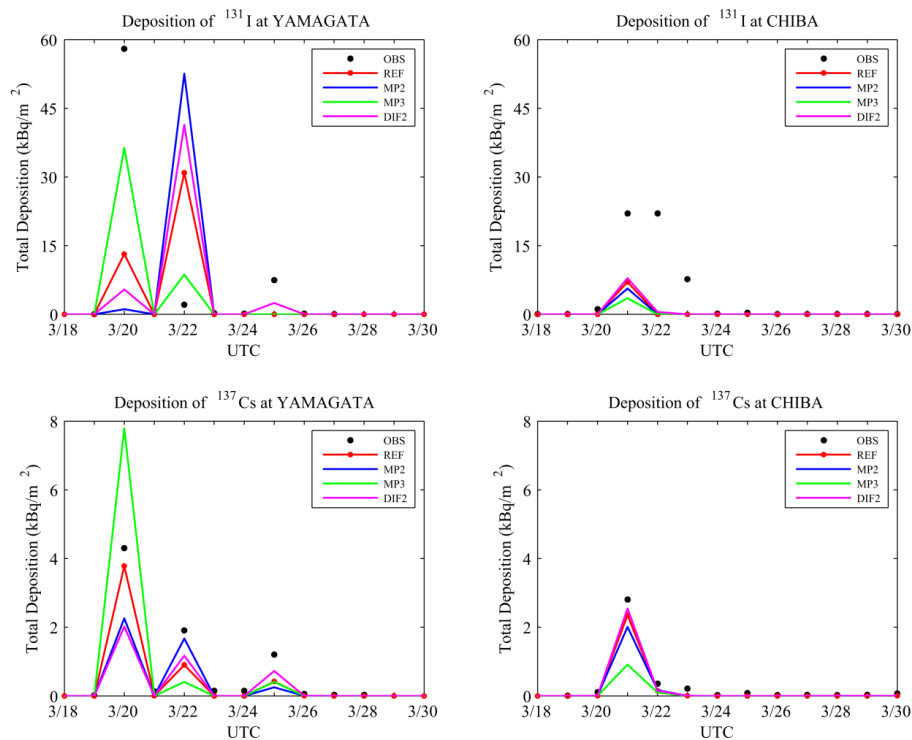 Deposition of ¹³¹I at YAMAGATA
Total Deposition (kBq/m²)
60
45
30
15
0
3/18 3/20 3/22 3/24 3/26 3/28 3/30
UTC
OBS
REF
MP2
MP3
DIF2
Deposition of ¹³¹I at CHIBA
Total Deposition (kBq/m²)
60
45
30
15
0
3/18 3/20 3/22 3/24 3/26 3/28 3/30
UTC
OBS
REF
MP2
MP3
DIF2
Deposition of ¹³⁷Cs at YAMAGATA
Total Deposition (kBq/m²)
8
6
4
2
0
3/18 3/20 3/22 3/24 3/26 3/28 3/30
UTC
OBS
REF
MP2
MP3
DIF2
Deposition of ¹³⁷Cs at CHIBA
Total Deposition (kBq/m²)
8
6
4
2
0
3/18 3/20 3/22 3/24 3/26 3/28 3/30
UTC
OBS
REF
MP2
MP3
DIF2